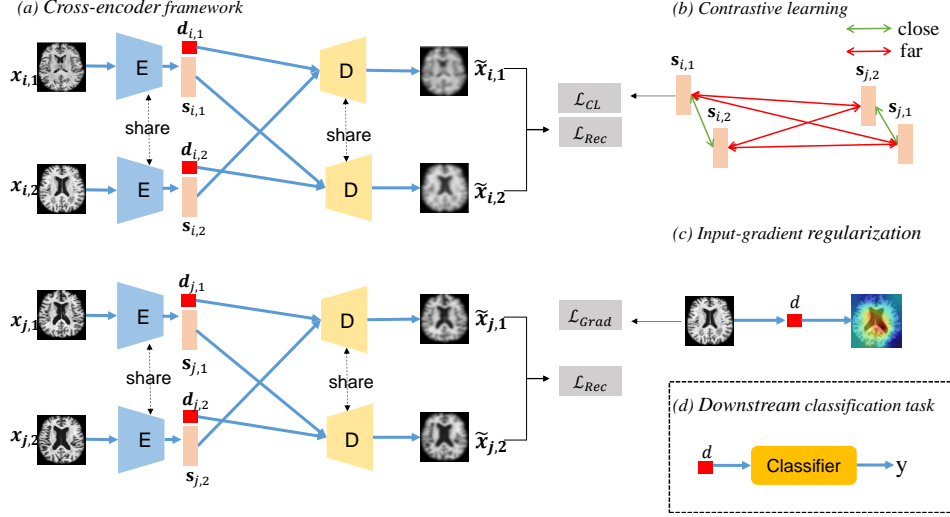 (a) Cross-encoder framework
d_{i,1}
x_{i,1}
E
s_{i,1}
D
x̃_{i,1}
share
share
d_{i,2}
x_{i,2}
E
s_{i,2}
D
x̃_{i,2}
ℒ_{CL}
ℒ_{Rec}
d_{j,1}
x_{j,1}
E
s_{j,1}
D
x̃_{j,1}
share
share
d_{j,2}
x_{j,2}
E
s_{j,2}
D
x̃_{j,2}
ℒ_{Grad}
ℒ_{Rec}
(b) Contrastive learning
close
far
s_{i,1}
s_{j,2}
s_{i,2}
s_{j,1}
(c) Input-gradient regularization
d
(d) Downstream classification task
d
Classifier
y